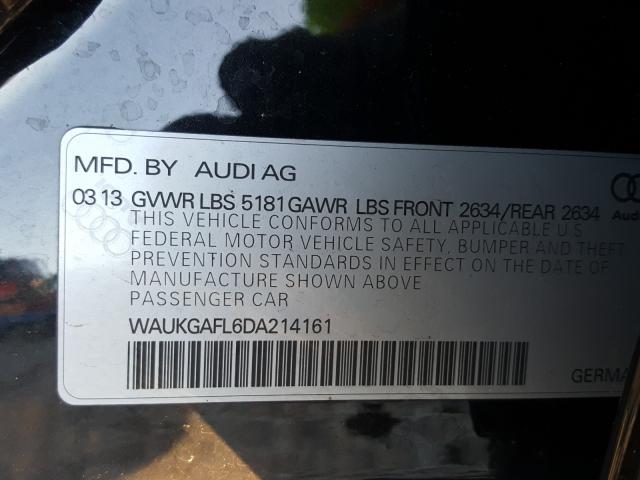 MFD. BY AUDI AG
03 13 GVWR LBS 5181 GAWR LBS FRONT 2634/REAR 2634
THIS VEHICLE CONFORMS TO ALL APPLICABLE U.S
FEDERAL MOTOR VEHICLE SAFETY, BUMPER AND THEFT
PREVENTION STANDARDS IN EFFECT ON THE DATE OF
MANUFACTURE SHOWN ABOVE
PASSENGER CAR
WAUKGAFL6DA214161
GERMA